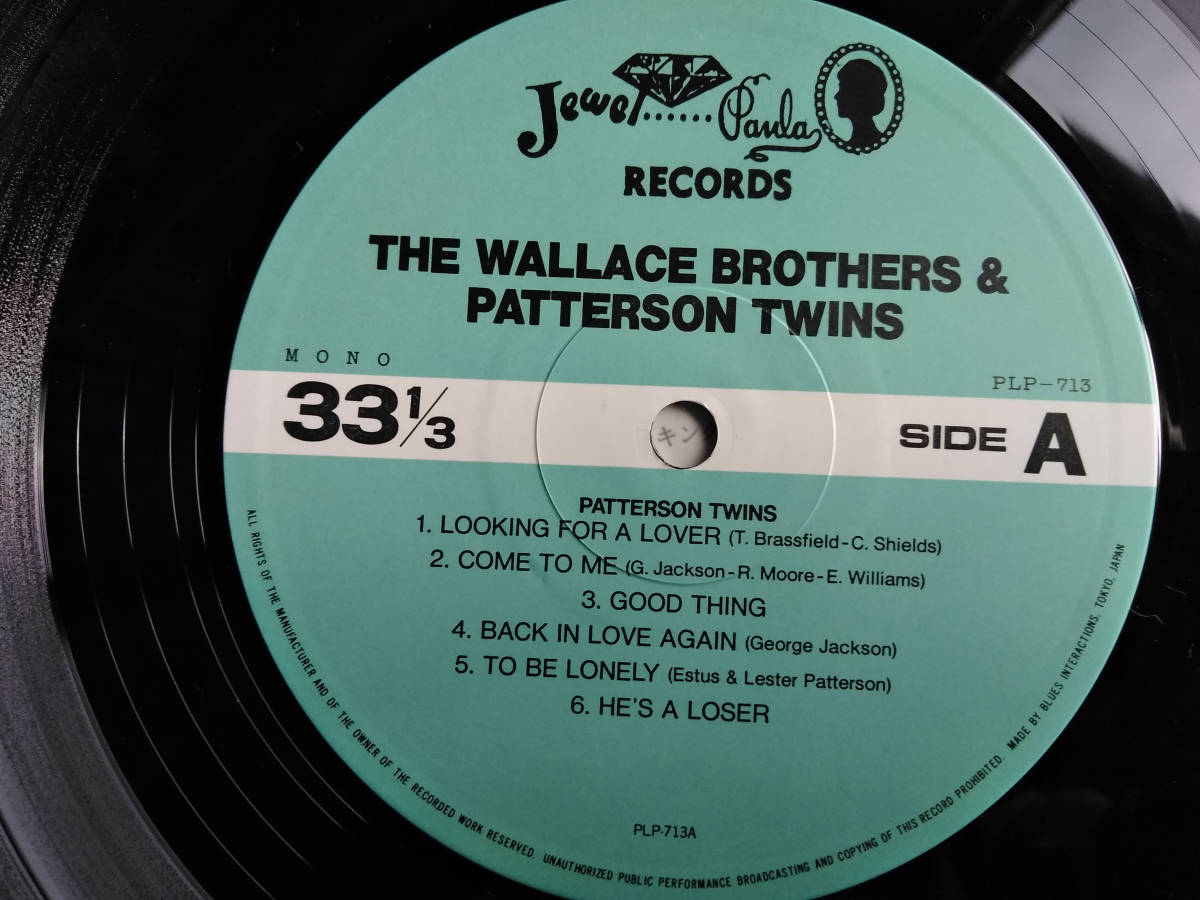 Jewel......Paula
RECORDS
THE WALLACE BROTHERS &
PATTERSON TWINS
MONO
PLP-713
33 1/3
SIDE A
キン
PATTERSON TWINS
1. LOOKING FOR A LOVER (T. Brassfield-C. Shields)
2. COME TO ME (G. Jackson-R. Moore-E. Williams)
3. GOOD THING
4. BACK IN LOVE AGAIN (George Jackson)
5. TO BE LONELY (Estus & Lester Patterson)
6. HE'S A LOSER
PLP-713A
ALL RIGHTS OF THE MANUFACTURER AND OF THE OWNER OF THE RECORDED WORK RESERVED. UNAUTHORIZED PUBLIC PERFORMANCE BROADCASTING AND COPYING OF THIS RECORD PROHIBITED. MADE BY BLUES INTERACTIONS, TOKYO, JAPAN